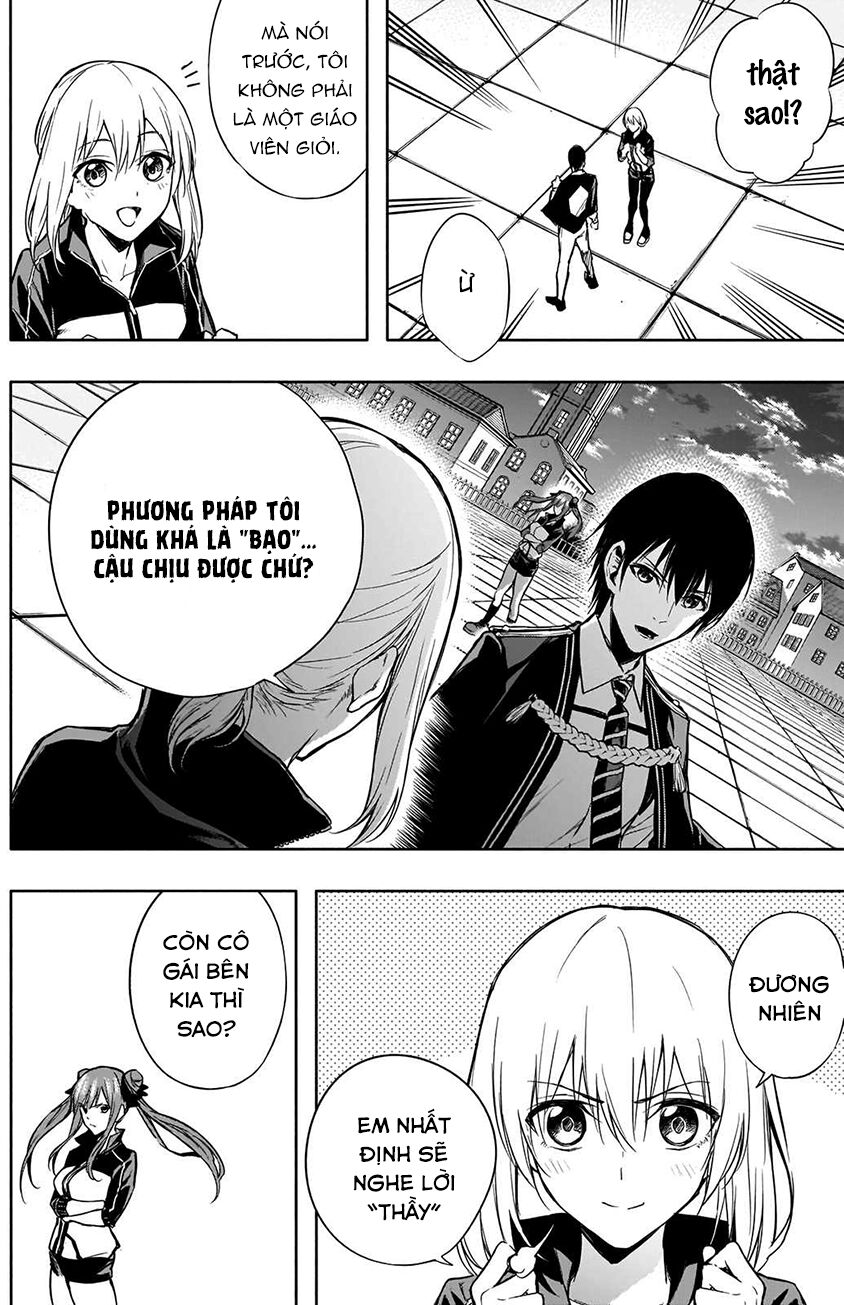 thật
sao!?
Ừ
MÀ NÓI
TRƯỚC, TÔI
KHÔNG PHẢI
LÀ MỘT GIÁO
VIÊN GIỎI.
PHƯƠNG PHÁP TÔI
DÙNG KHÁ LÀ "BẠO"...
CẬU CHỊU ĐƯỢC CHỨ?
ĐƯƠNG
NHIÊN
EM NHẤT
ĐỊNH SẼ
NGHE LỜI
“THẦY”
CÒN CÔ
GÁI BÊN
KIA THÌ
SAO?